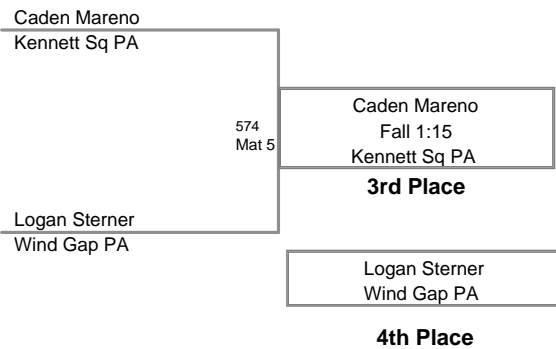 Caden Mareno
Kennett Sq PA
574
Mat 5
Caden Mareno
Fall 1:15
Kennett Sq PA
3rd Place
Logan Sterner
Wind Gap PA
Logan Sterner
Wind Gap PA
4th Place